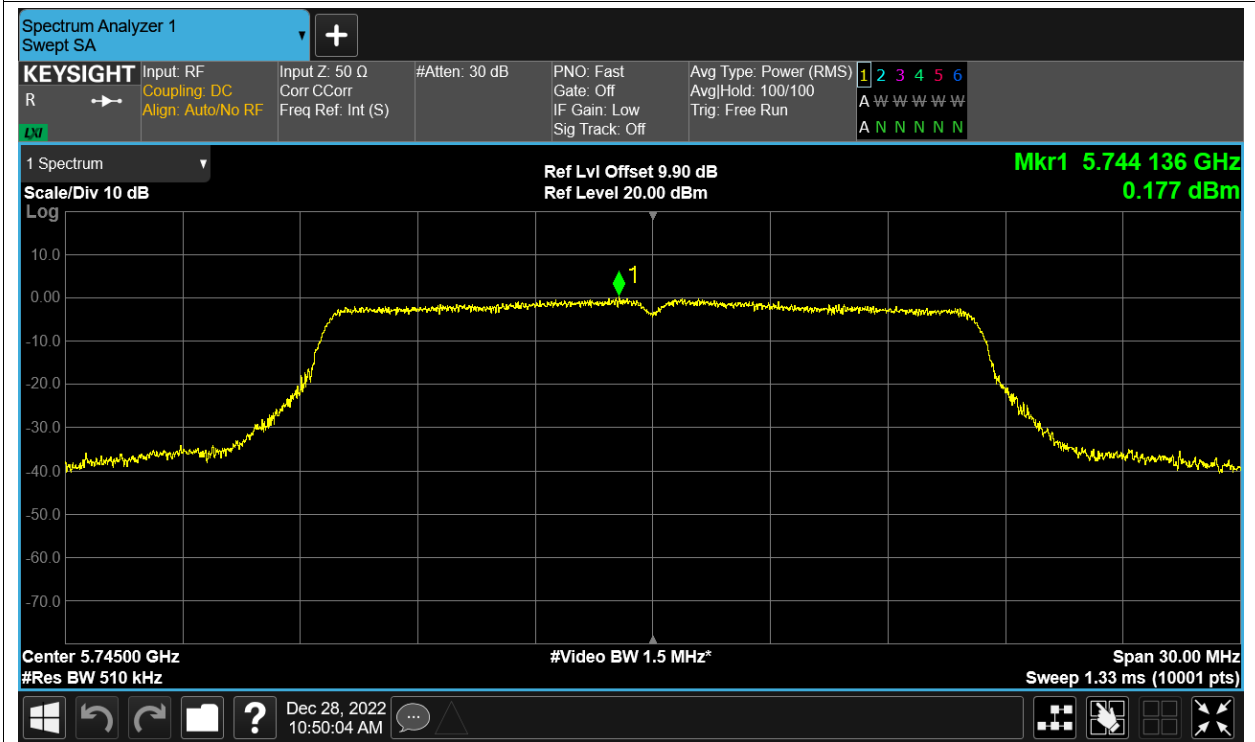 Spectrum Analyzer 1
Swept SA
KEYSIGHT
R
LXI
Input: RF
Coupling: DC
Align: Auto/No RF
Input Z: 50 Ω
Corr CCorr
Freq Ref: Int (S)
#Atten: 30 dB
PNO: Fast
Gate: Off
IF Gain: Low
Sig Track: Off
Avg Type: Power (RMS)
Avg|Hold: 100/100
Trig: Free Run
1 2 3 4 5 6
A W W W W W
A N N N N N
1 Spectrum
Scale/Div 10 dB
Log
Ref Lvl Offset 9.90 dB
Ref Level 20.00 dBm
Mkr1 5.744 136 GHz
0.177 dBm
10.0
1
0.00
-10.0
-20.0
-30.0
-40.0
-50.0
-60.0
-70.0
Center 5.74500 GHz
#Res BW 510 kHz
#Video BW 1.5 MHz*
Span 30.00 MHz
Sweep 1.33 ms (10001 pts)
?
Dec 28, 2022
10:50:04 AM